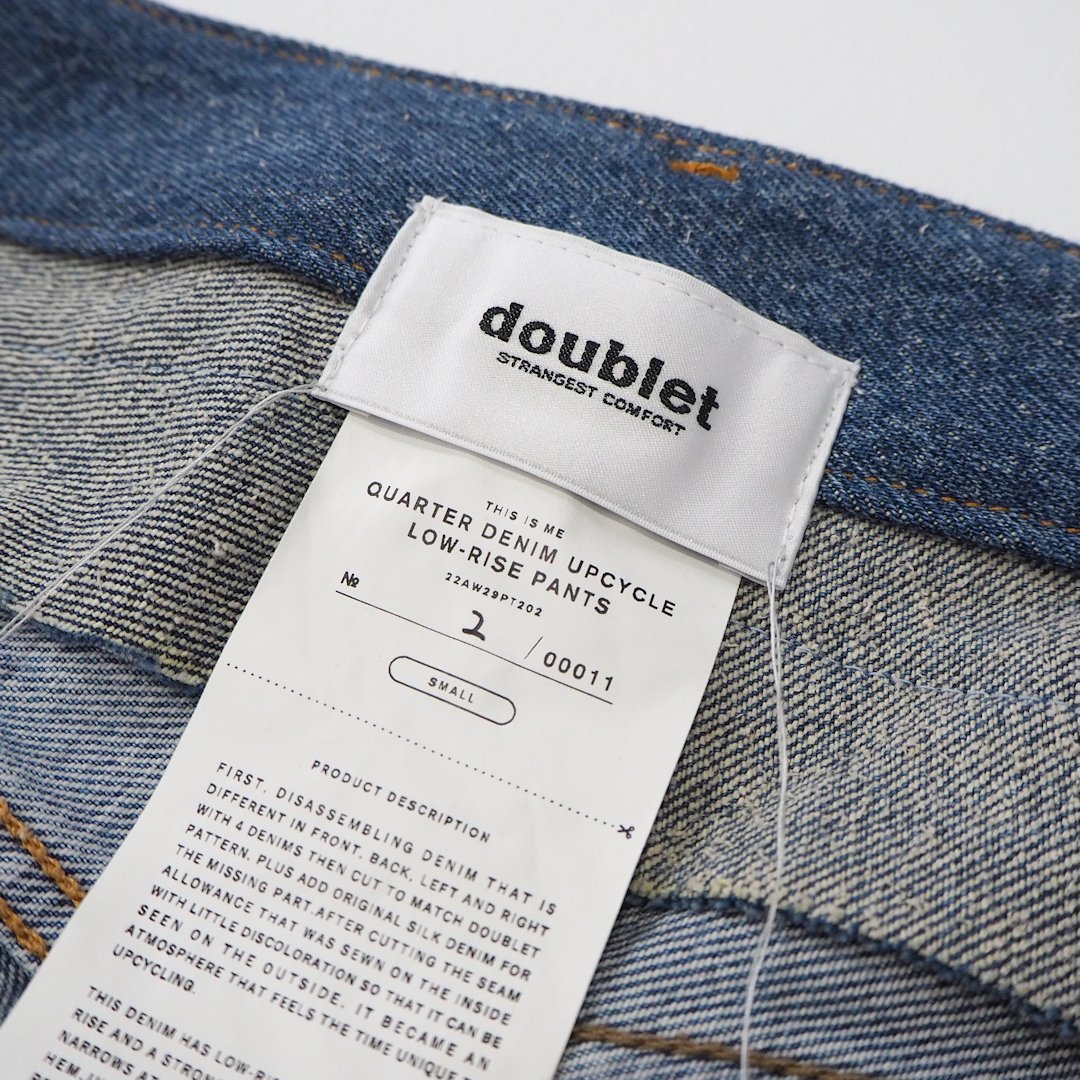 doublet
STRANGEST COMFORT
THIS IS ME
QUARTER DENIM UPCYCLE
LOW-RISE PANTS
22AW29PT202
№ 2 / 00011
SMALL
PRODUCT DESCRIPTION
FIRST, DISASSEMBLING DENIM THAT IS
DIFFERENT IN FRONT, BACK, LEFT AND RIGHT
WITH 4 DENIMS THEN CUT TO MATCH DOUBLET
PATTERN. PLUS ADD ORIGINAL SILK DENIM FOR
THE MISSING PART.AFTER CUTTING THE SEAM
ALLOWANCE THAT WAS SEWN ON THE INSIDE
WITH LITTLE DISCOLORATION SO THAT IT CAN BE
SEEN ON THE OUTSIDE. IT BECAME AN
ATMOSPHERE THAT FEELS THE TIME UNIQUE
UPCYCLING.
THIS DENIM HAS LOW-
RISE AND A STRON
NARROWS AT
HEM,